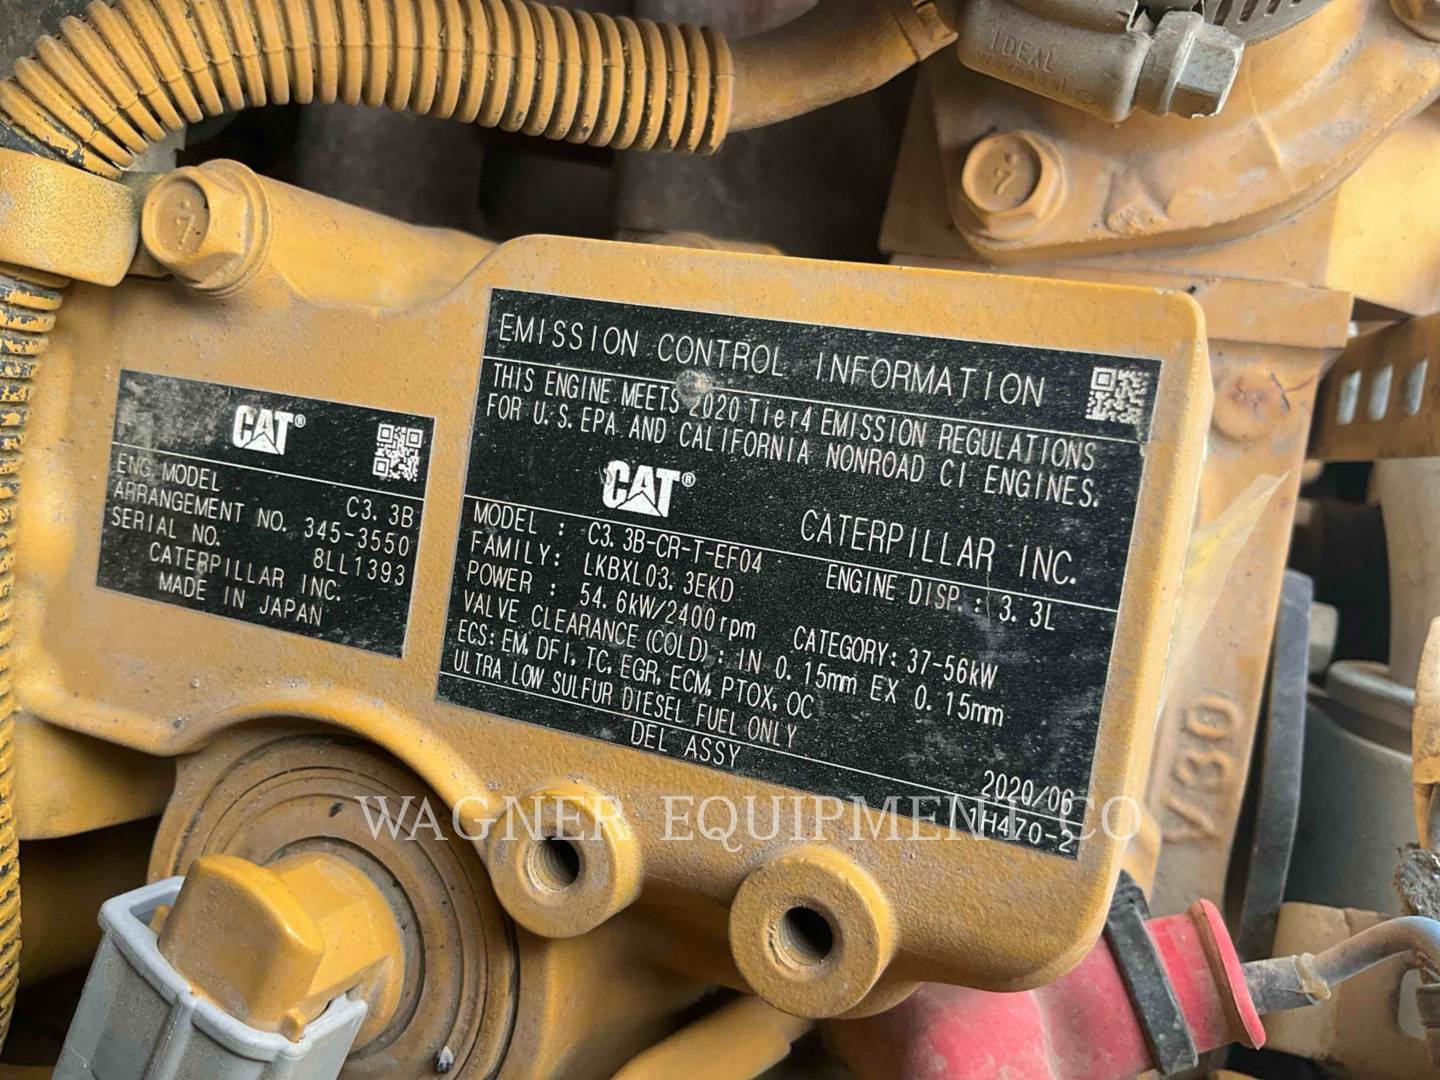 IDEAL
7
7
CAT®
ENG. MODEL C3.3B
ARRANGEMENT NO. 345-3550
SERIAL NO. 8LL1393
CATERPILLAR INC.
MADE IN JAPAN
EMISSION CONTROL INFORMATION
THIS ENGINE MEETS 2020 Tier4 EMISSION REGULATIONS
FOR U.S. EPA AND CALIFORNIA NONROAD CI ENGINES.
CAT® CATERPILLAR INC.
MODEL : C3.3B-CR-T-EF04 ENGINE DISP.: 3.3L
FAMILY: LKBXL03.3EKD
POWER : 54.6kW/2400rpm CATEGORY: 37-56kW
VALVE CLEARANCE(COLD): IN 0.15mm EX 0.15mm
ECS: EM, DFI, TC, EGR, ECM, PTOX, OC
ULTRA LOW SULFUR DIESEL FUEL ONLY 2020/06
DEL ASSY 1H470-2
V30
WAGNER EQUIPMENT CO